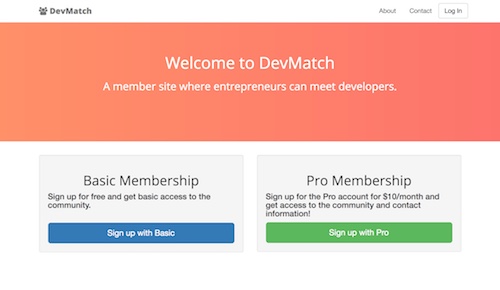 DevMatch
About
Contact
Log In
Welcome to DevMatch
A member site where entrepreneurs can meet developers.
Basic Membership
Sign up for free and get basic access to the
community.
Sign up with Basic
Pro Membership
Sign up for the Pro account for $10/month and
get access to the community and contact
information!
Sign up with Pro